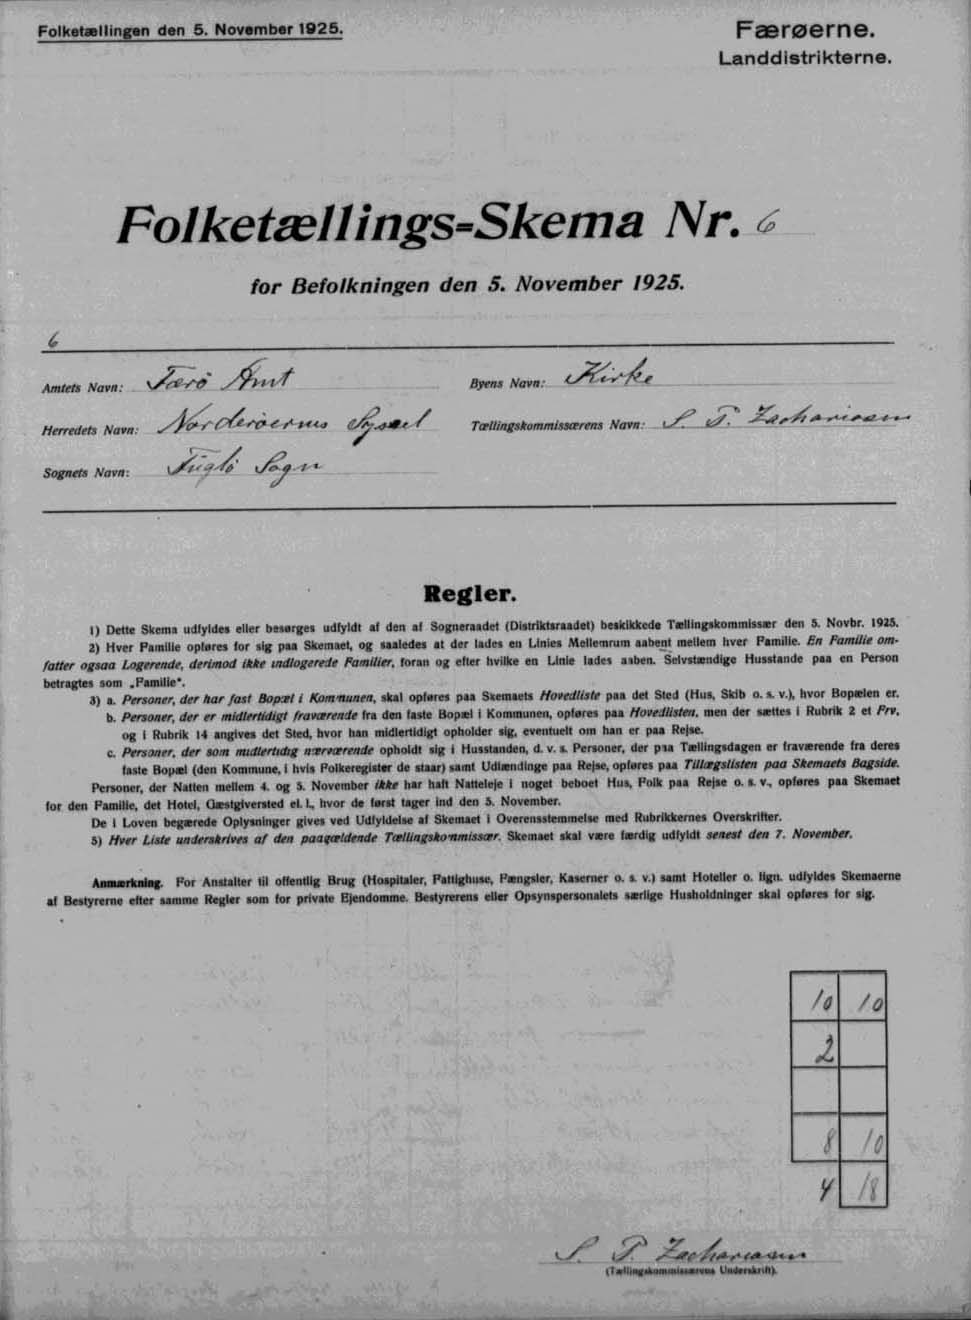 Folketællingen den 5. November 1925.
Færøerne.
Landdistrikterne.
Folketællings=Skema Nr. 6
for Befolkningen den 5. November 1925.
6
Amtets Navn: Færö Amt
Byens Navn: Kirke
Herredets Navn: Norderöernes Syssel
Tællingskommissærens Navn: S. P. Zachariasen
Sognets Navn: Fuglö Sogn
Regler.
1) Dette Skema udfyldes eller besørges udfyldt af den af Sogneraadet (Distriktsraadet) beskikkede Tællingskommissær den 5. Novbr. 1925.
2) Hver Familie opføres for sig paa Skemaet, og saaledes at der lades en Linies Mellemrum aabent mellem hver Familie. En Familie om-
fatter ogsaa Logerende, derimod ikke indlogerede Familier, foran og efter hvilke en Linie lades aaben. Selvstændige Husstande paa en Person
betragtes som „Familie“.
3) a. Personer, der har fast Bopæl i Kommunen, skal opføres paa Skemaets Hovedliste paa det Sted (Hus, Skib o. s. v.), hvor Bopælen er.
b. Personer, der er midlertidigt fraværende fra den faste Bopæl i Kommunen, opføres paa Hovedlisten, men der sættes i Rubrik 2 et Frv,
og i Rubrik 14 angives det Sted, hvor han midlertidigt opholder sig, eventuelt om han er paa Rejse.
c. Personer, der som midlertidig nærværende opholdt sig i Husstanden, d. v. s. Personer, der paa Tællingsdagen er fraværende fra deres
faste Bopæl (den Kommune, i hvis Folkeregister de staar) samt Udlændinge paa Rejse, opføres paa Tillægslisten paa Skemaets Bagside.
Personer, der Natten mellem 4. og 5. November ikke har haft Natteleje i noget beboet Hus, Folk paa Rejse o. s. v., opføres paa Skemaet
for den Familie, det Hotel, Gæstgiversted el. l., hvor de først tager ind den 5. November.
De i Loven begærede Oplysninger gives ved Udfyldelse af Skemaet i Overensstemmelse med Rubrikkernes Overskrifter.
5) Hver Liste underskrives af den paagældende Tællingskommissær. Skemaet skal være færdig udfyldt senest den 7. November.
Anmærkning. For Anstalter til offentlig Brug (Hospitaler, Fattighuse, Fængsler, Kaserner o. s. v.) samt Hoteller o. lign. udfyldes Skemaerne
af Bestyrerne efter samme Regler som for private Ejendomme. Bestyrerens eller Opsynspersonalets særlige Husholdninger skal opføres for sig.
10 10
2
8 10
4 18
S. P. Zachariasen
(Tællingskommissærens Underskrift).